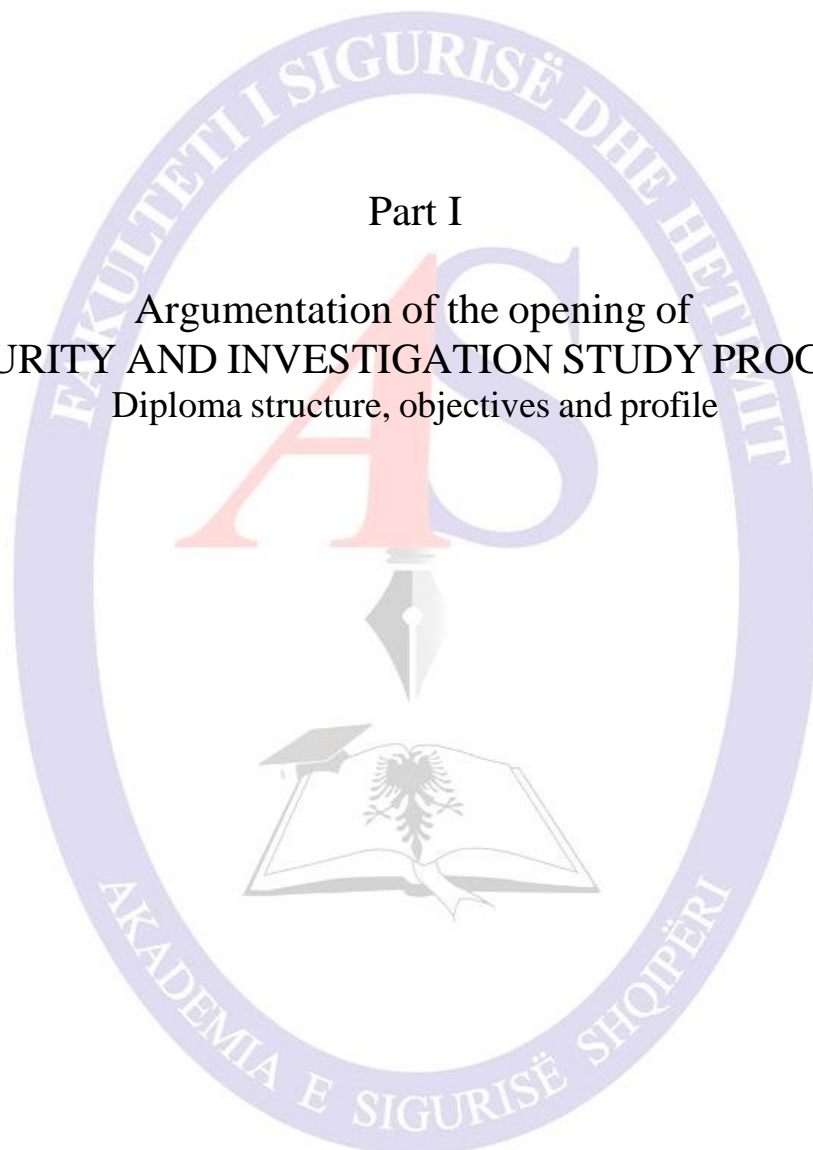 FAKULTETI I SIGURISË DHE HETIMIT
Part I
Argumentation of the opening of
URITY AND INVESTIGATION STUDY PROG
Diploma structure, objectives and profile
AS
AKADEMIA E SIGURISË SHQIPËRI